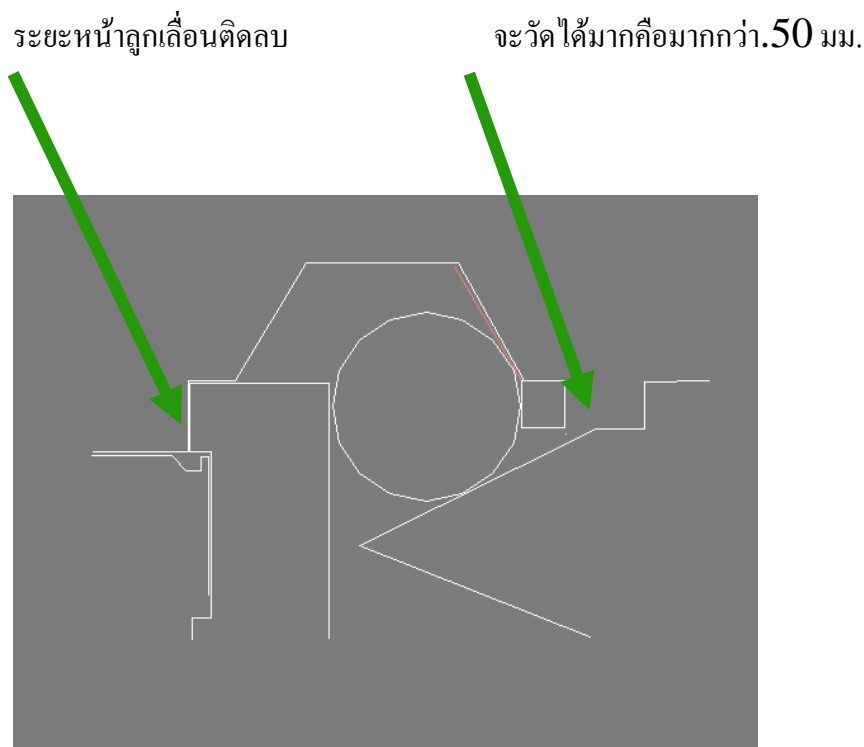 ระยะหน้าลูกเลื่อนติดลบ
จะวัดได้มากคือมากกว่า.50 มม.